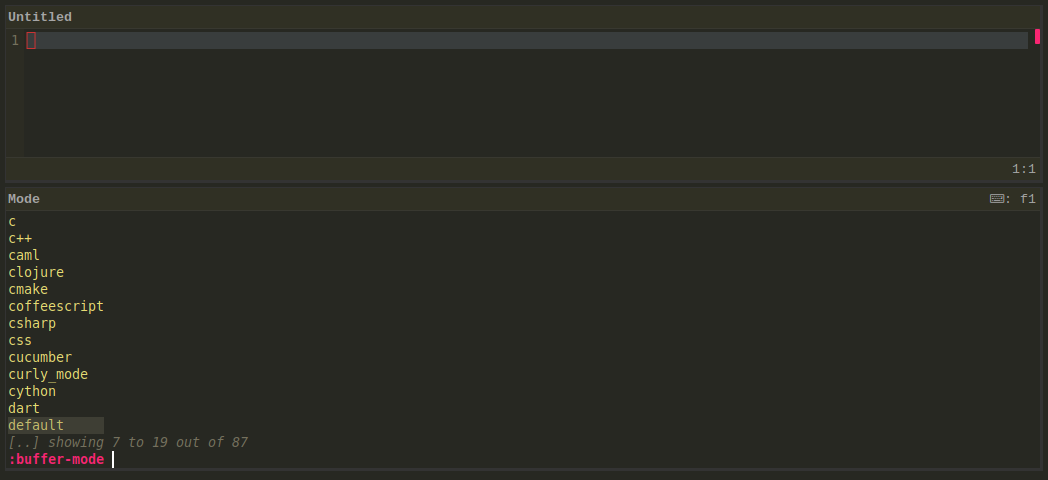 Untitled
1
1:1
Mode ⌨: f1
c
c++
caml
clojure
cmake
coffeescript
csharp
css
cucumber
curly_mode
cython
dart
default
[..] showing 7 to 19 out of 87
:buffer-mode